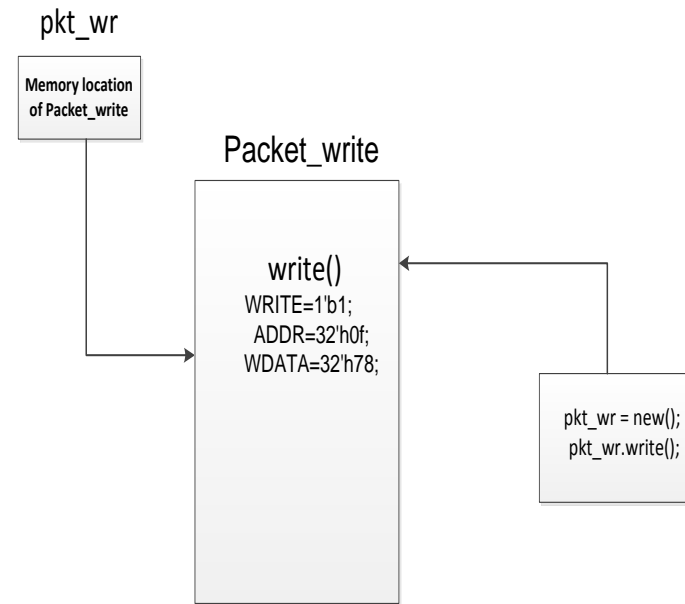 pkt_wr
Memory location
of Packet_write
Packet_write
write()
WRITE=1'b1;
ADDR=32'h0f;
WDATA=32'h78;
pkt_wr = new();
pkt_wr.write();